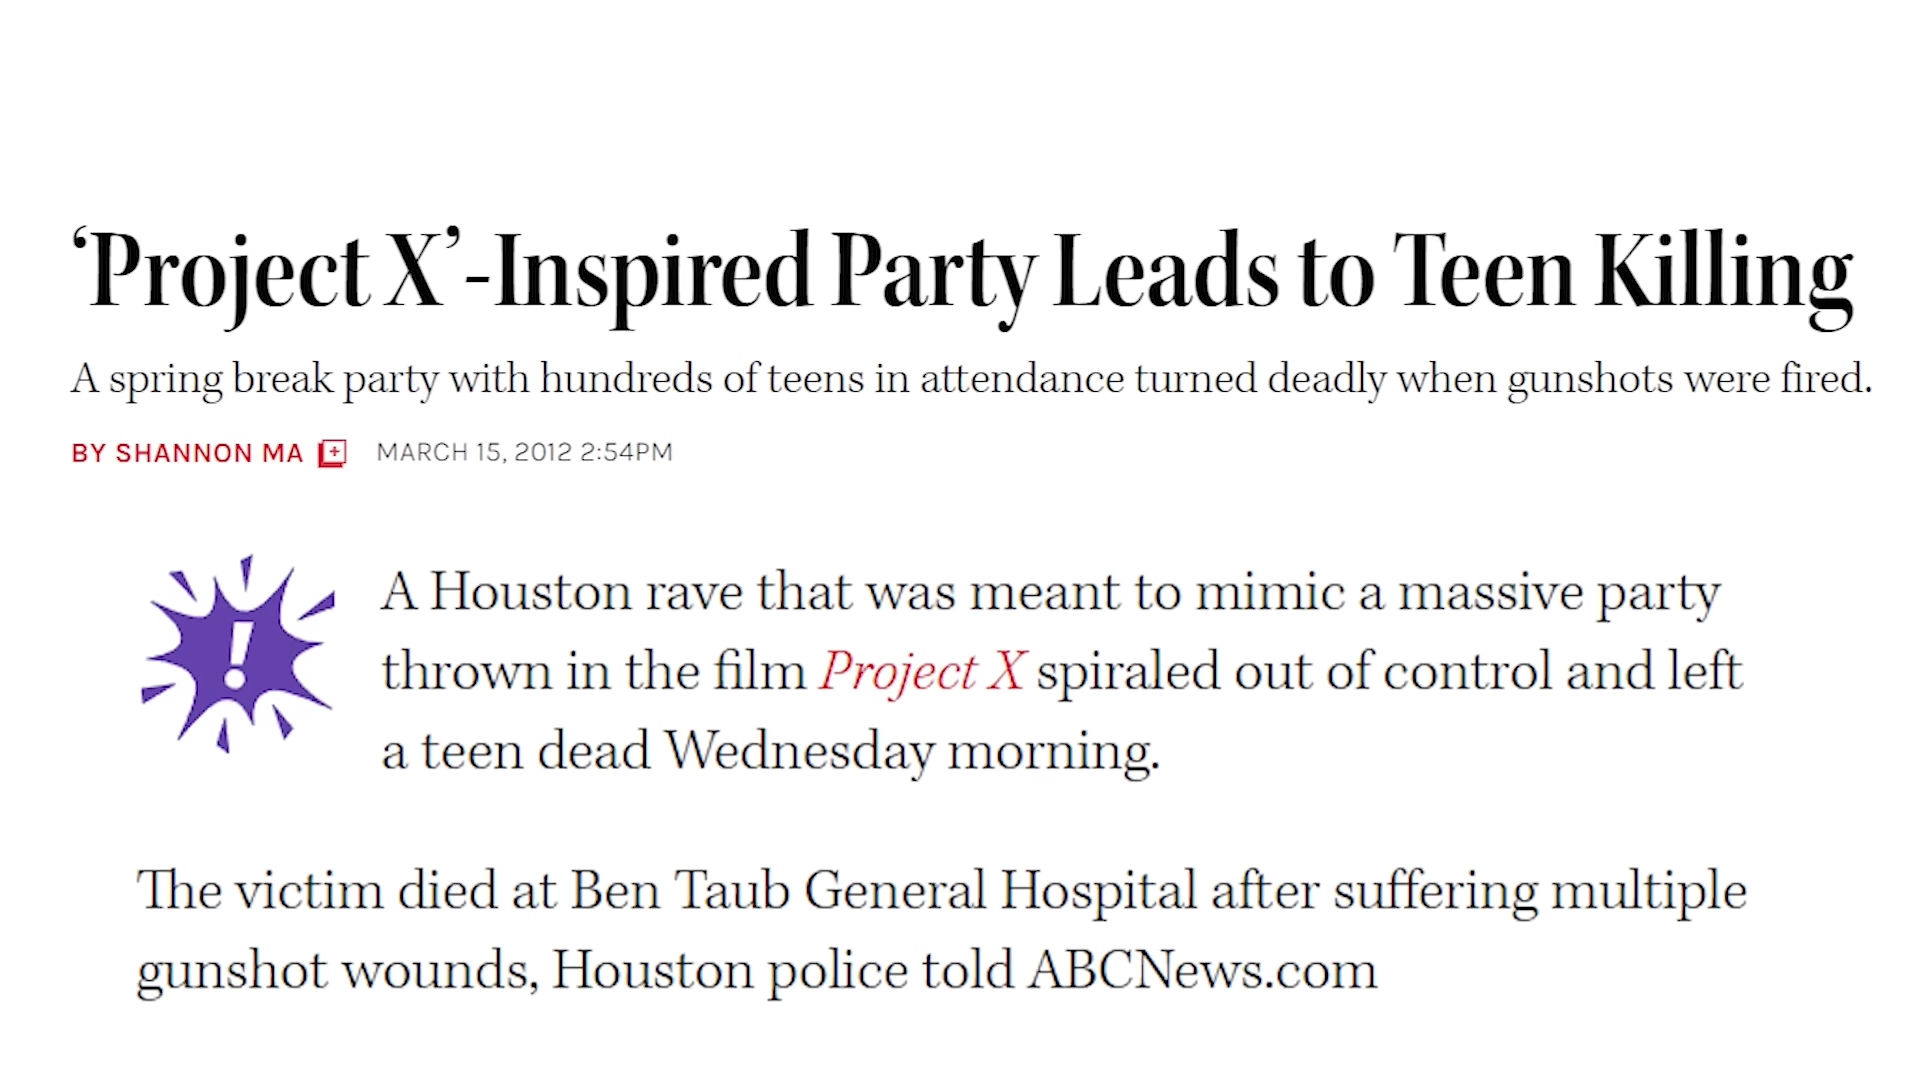 ‘Project X’-Inspired Party Leads to Teen Killing
A spring break party with hundreds of teens in attendance turned deadly when gunshots were fired.
BY SHANNON MA MARCH 15, 2012 2:54PM
!
A Houston rave that was meant to mimic a massive party
thrown in the film Project X spiraled out of control and left
a teen dead Wednesday morning.
The victim died at Ben Taub General Hospital after suffering multiple
gunshot wounds, Houston police told ABCNews.com